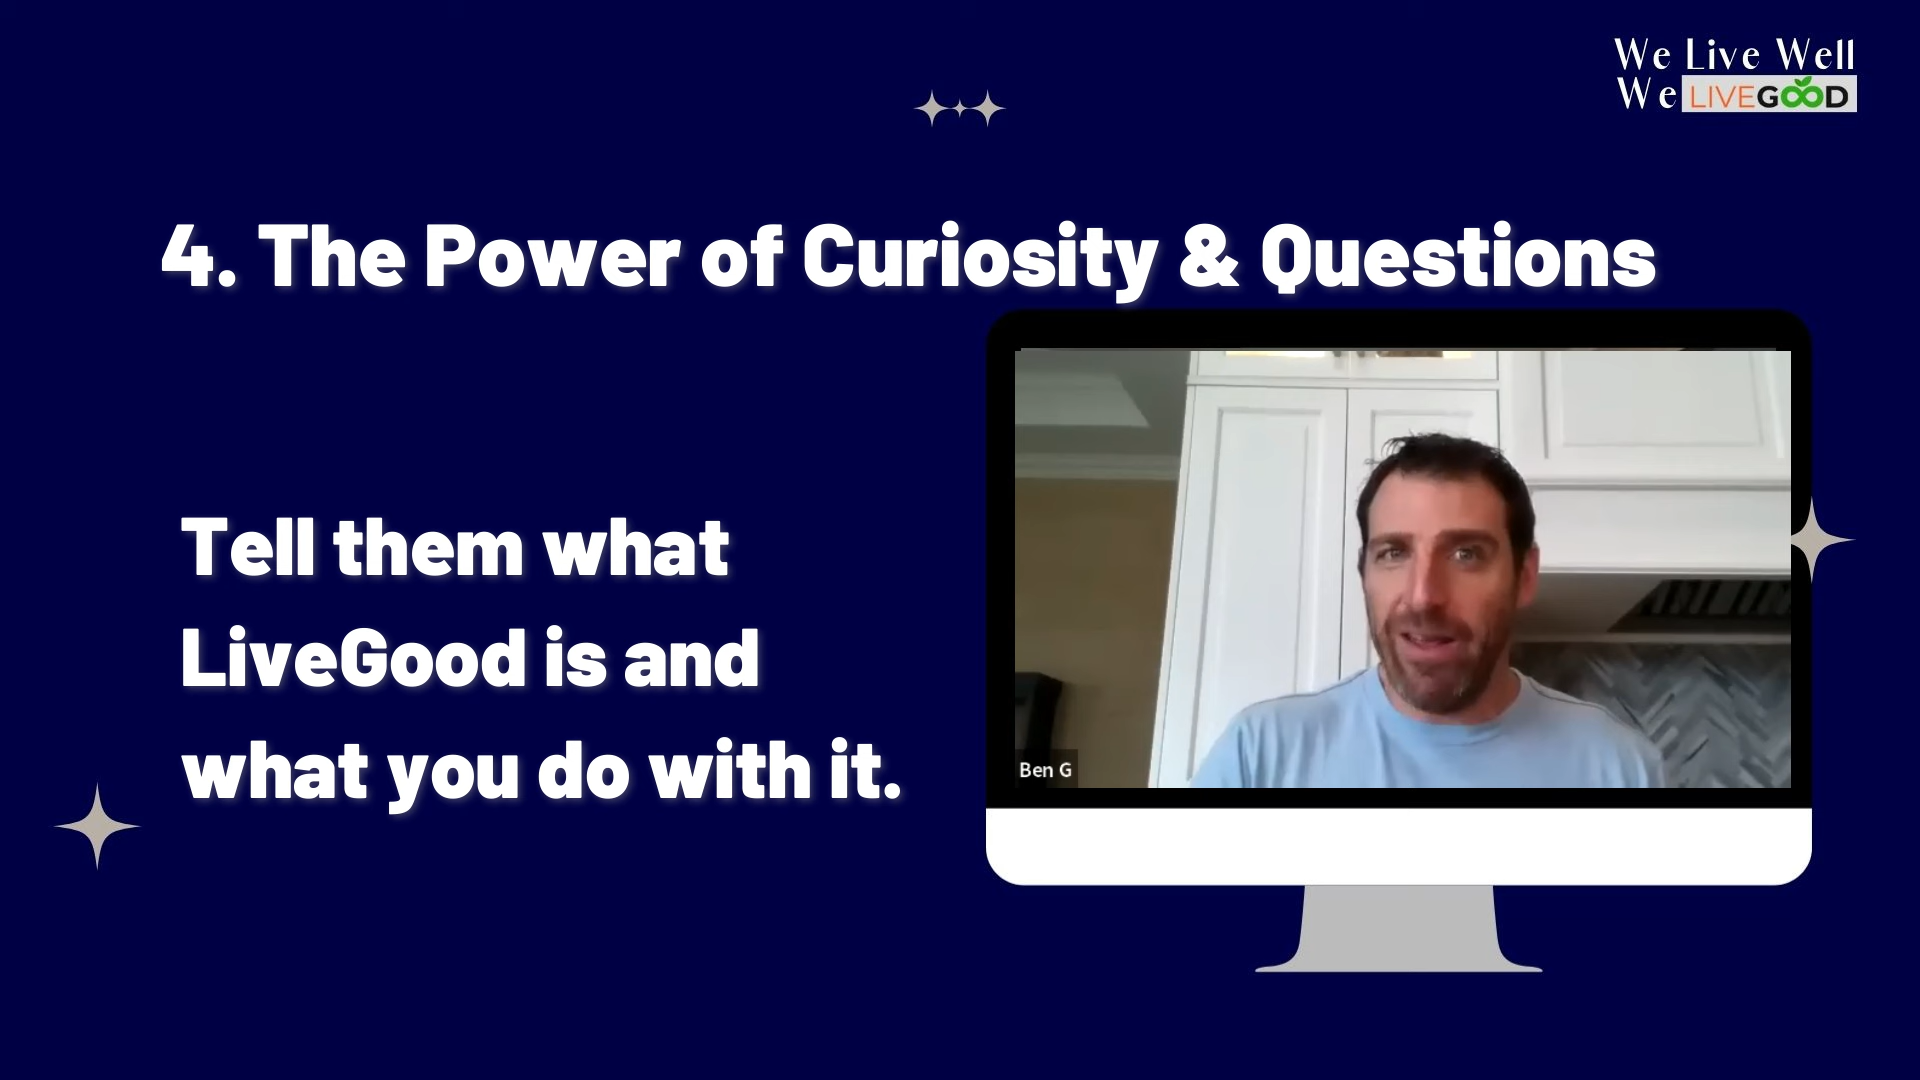 We Live Well
We LIVEGOOD
4. The Power of Curiosity & Questions
Tell them what
LiveGood is and
what you do with it.
Ben G